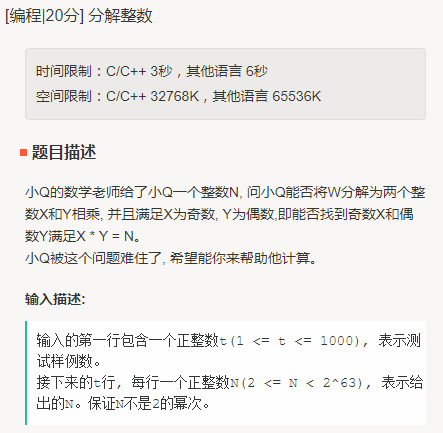 [编程|20分] 分解整数
时间限制：C/C++ 3秒，其他语言 6秒
空间限制：C/C++ 32768K，其他语言 65536K
题目描述
小Q的数学老师给了小Q一个整数N, 问小Q能否将W分解为两个整
数X和Y相乘, 并且满足X为奇数, Y为偶数,即能否找到奇数X和偶
数Y满足X * Y = N。
小Q被这个问题难住了, 希望能你来帮助他计算。
输入描述:
输入的第一行包含一个正整数t(1 <= t <= 1000), 表示测
试样例数。
接下来的t行, 每行一个正整数N(2 <= N < 2^63), 表示给
出的N。保证N不是2的幂次。